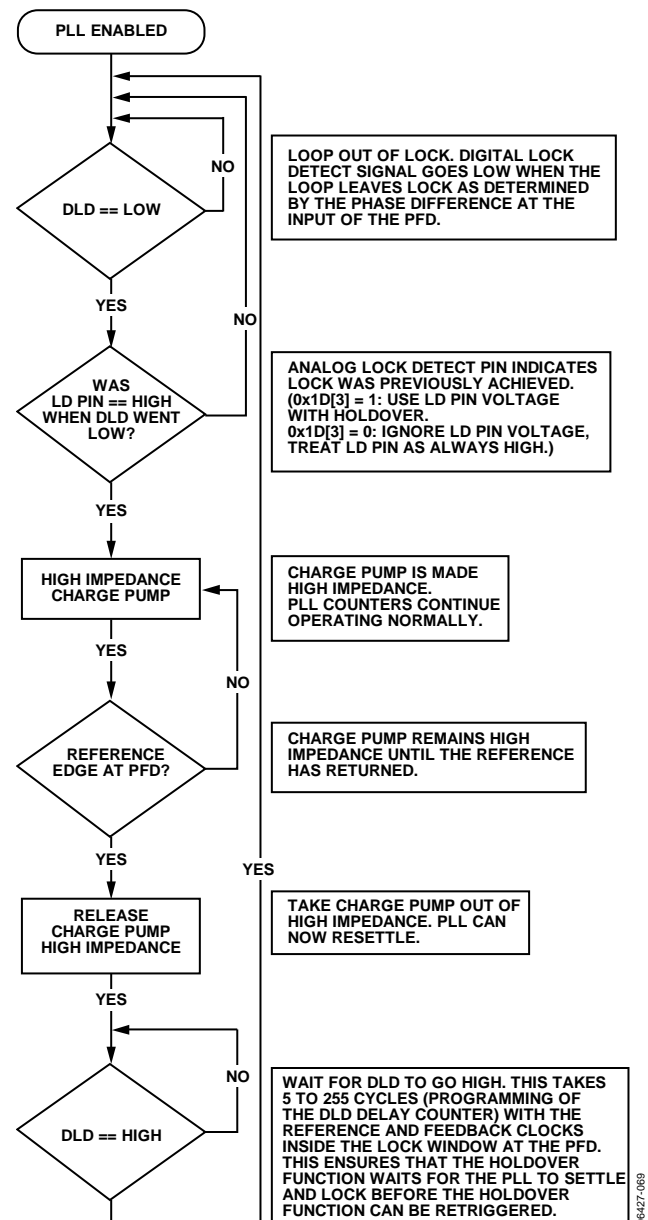 PLL ENABLED
NO
DLD == LOW
LOOP OUT OF LOCK. DIGITAL LOCK
DETECT SIGNAL GOES LOW WHEN THE
LOOP LEAVES LOCK AS DETERMINED
BY THE PHASE DIFFERENCE AT THE
INPUT OF THE PFD.
YES
NO
WAS
LD PIN == HIGH
WHEN DLD WENT
LOW?
ANALOG LOCK DETECT PIN INDICATES
LOCK WAS PREVIOUSLY ACHIEVED.
(0x1D[3] = 1: USE LD PIN VOLTAGE
WITH HOLDOVER.
0x1D[3] = 0: IGNORE LD PIN VOLTAGE,
TREAT LD PIN AS ALWAYS HIGH.)
YES
HIGH IMPEDANCE
CHARGE PUMP
CHARGE PUMP IS MADE
HIGH IMPEDANCE.
PLL COUNTERS CONTINUE
OPERATING NORMALLY.
YES
NO
REFERENCE
EDGE AT PFD?
CHARGE PUMP REMAINS HIGH
IMPEDANCE UNTIL THE REFERENCE
HAS RETURNED.
YES
YES
RELEASE
CHARGE PUMP
HIGH IMPEDANCE
TAKE CHARGE PUMP OUT OF
HIGH IMPEDANCE. PLL CAN
NOW RESETTLE.
YES
NO
DLD == HIGH
WAIT FOR DLD TO GO HIGH. THIS TAKES
5 TO 255 CYCLES (PROGRAMMING OF
THE DLD DELAY COUNTER) WITH THE
REFERENCE AND FEEDBACK CLOCKS
INSIDE THE LOCK WINDOW AT THE PFD.
THIS ENSURES THAT THE HOLDOVER
FUNCTION WAITS FOR THE PLL TO SETTLE
AND LOCK BEFORE THE HOLDOVER
FUNCTION CAN BE RETRIGGERED.
06427-069